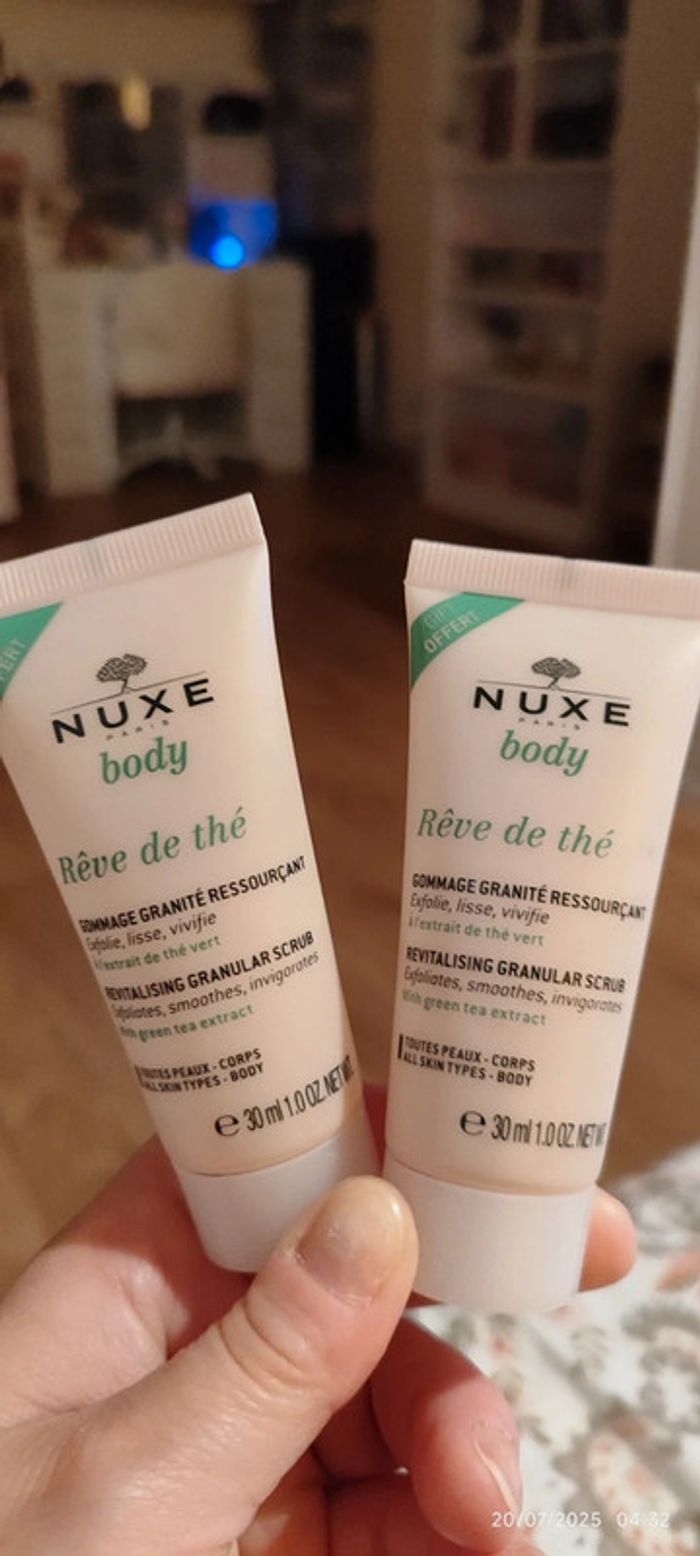 FERT
NUXE
PARIS
body
Rêve de thé
GOMMAGE GRANITÉ RESSOURÇANT
Exfolie, lisse, vivifie
à l'extrait de thé vert
REVITALISING GRANULAR SCRUB
Exfoliates, smoothes, invigorates
With green tea extract
TOUTES PEAUX - CORPS
ALL SKIN TYPES - BODY
e 30 ml 1.0 OZ. NET WT.
GIFT
OFFERT
NUXE
PARIS
body
Rêve de thé
GOMMAGE GRANITÉ RESSOURÇANT
Exfolie, lisse, vivifie
à l'extrait de thé vert
REVITALISING GRANULAR SCRUB
Exfoliates, smoothes, invigorates
With green tea extract
TOUTES PEAUX - CORPS
ALL SKIN TYPES - BODY
e 30 ml 1.0 OZ. NET W
20/07/2025 04:32